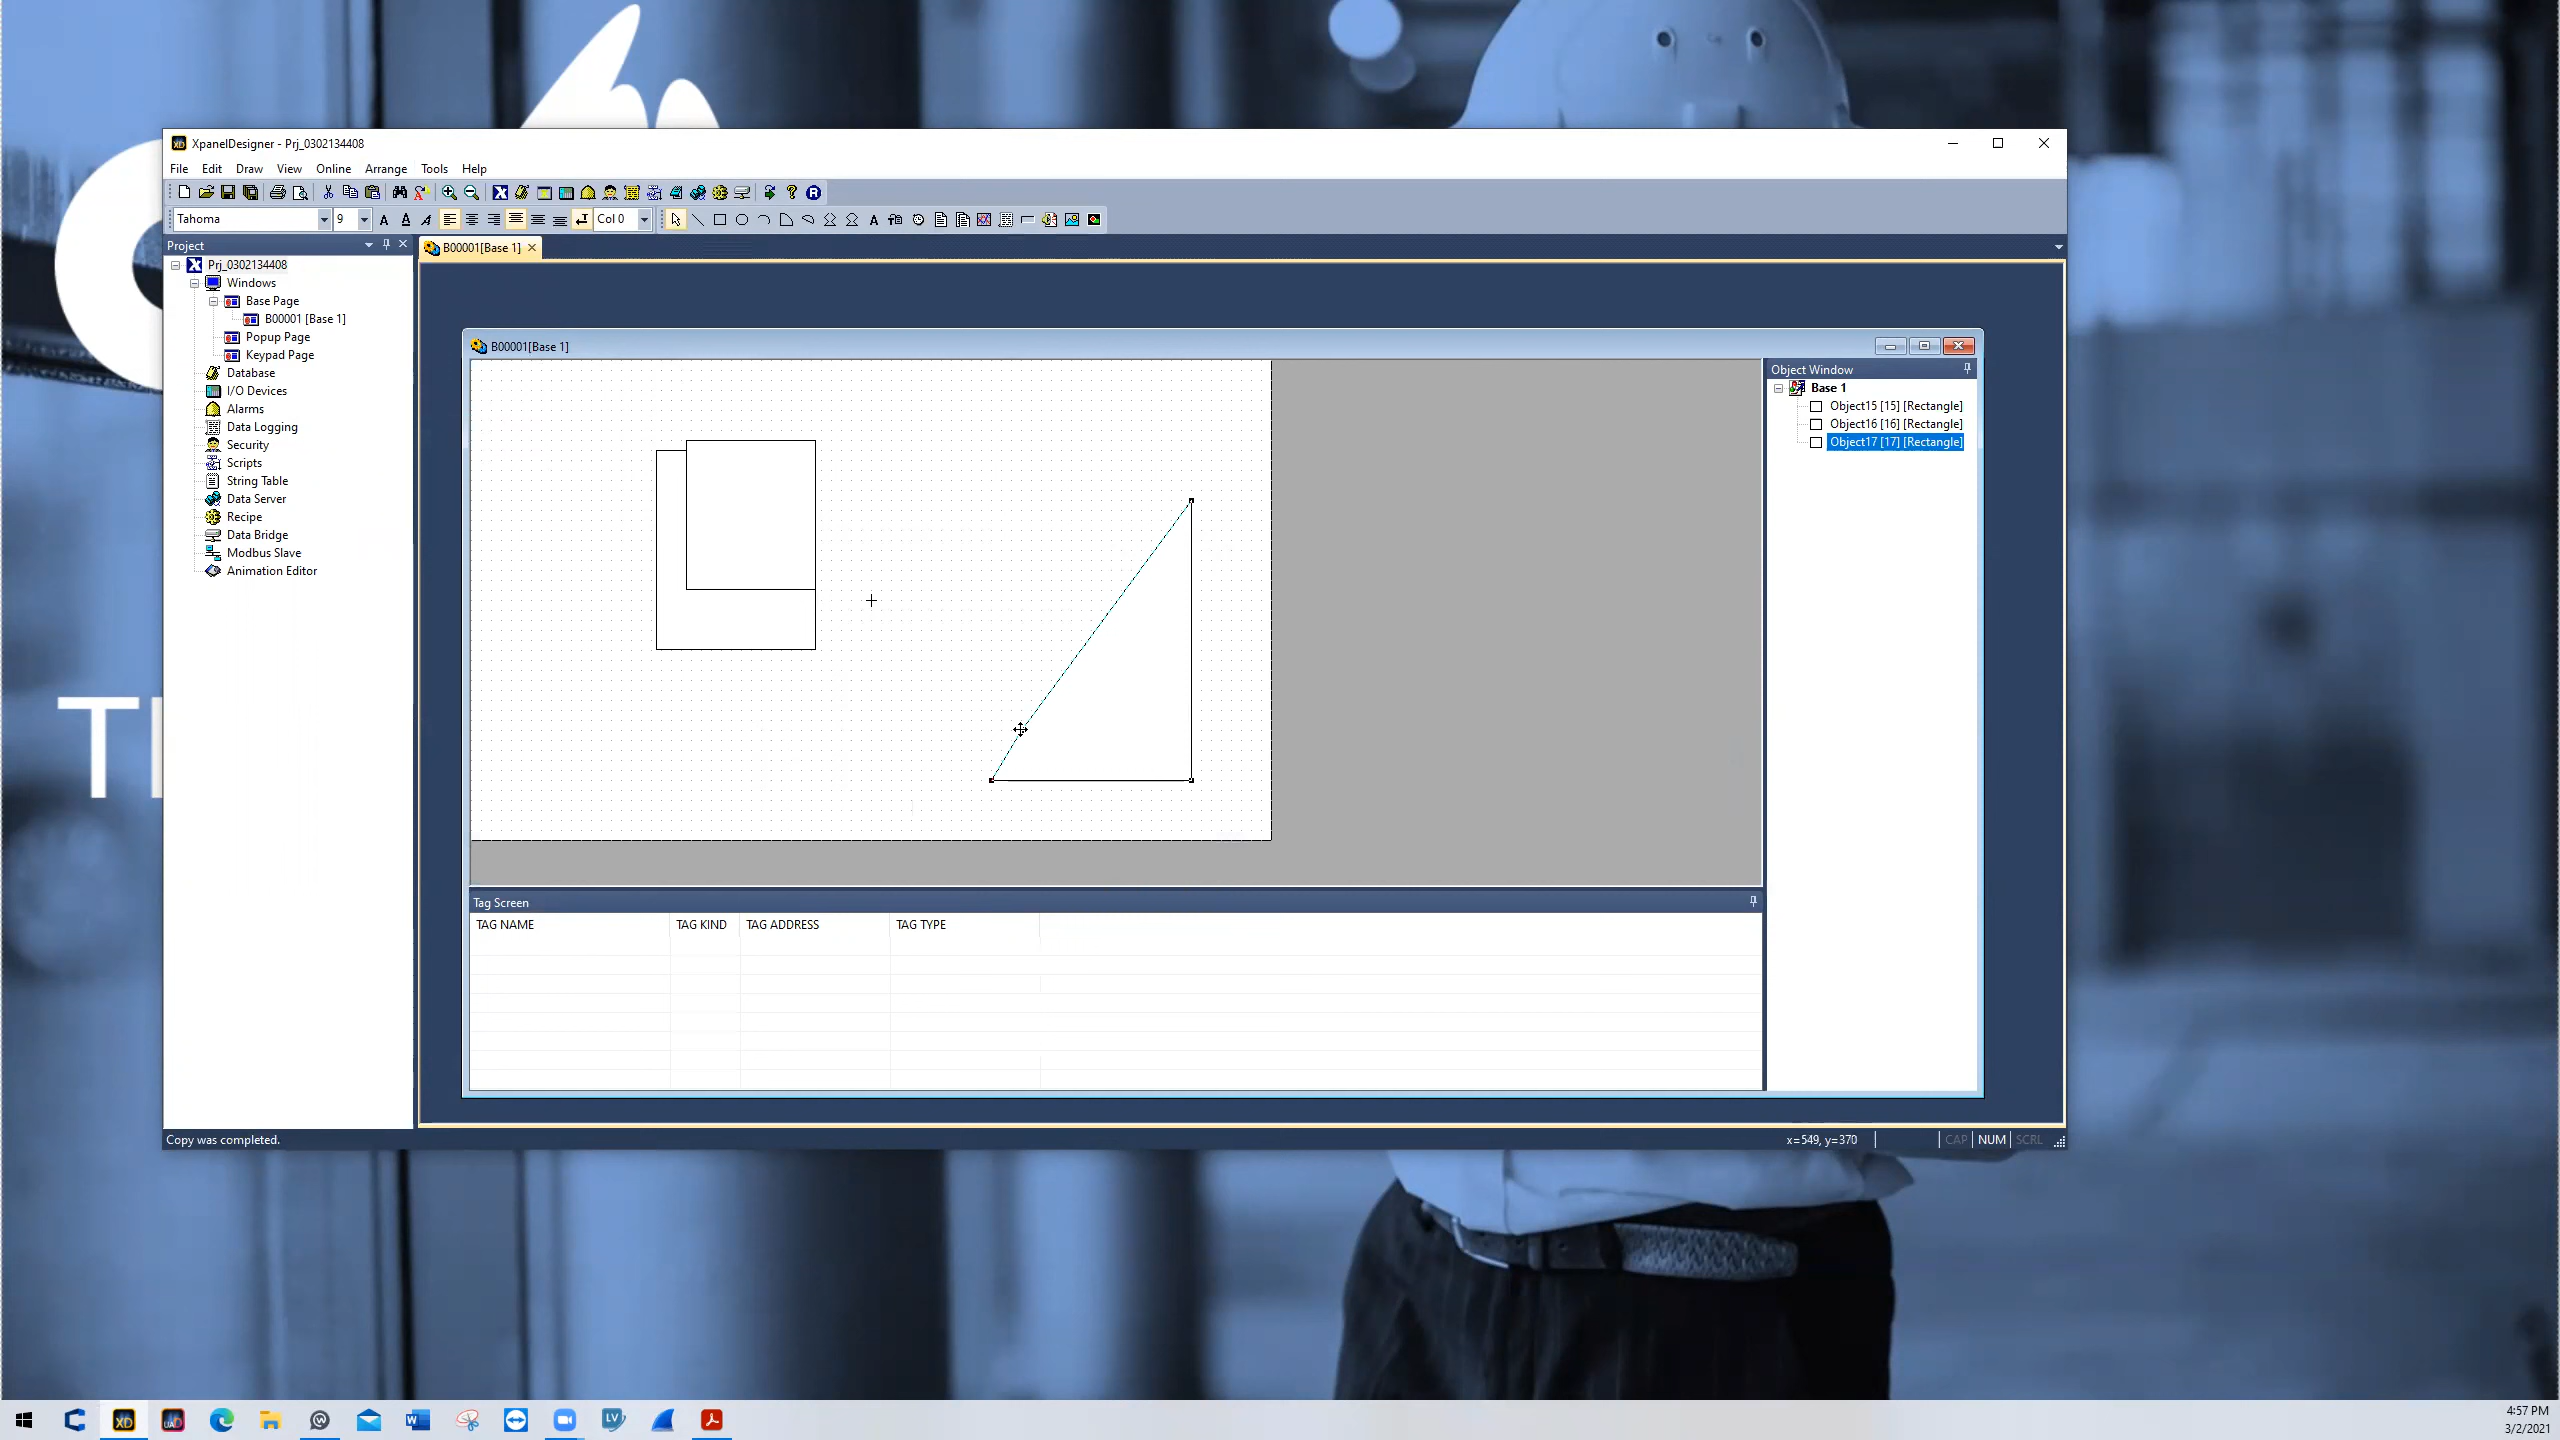 XpanelDesigner - Prj_0302134408
File Edit Draw View Online Arrange Tools Help
Tahoma 9 Col 0
Project
B00001[Base 1]
Prj_0302134408
Windows
Base Page
B00001 [Base 1]
Popup Page
Keypad Page
Database
I/O Devices
Alarms
Data Logging
Security
Scripts
String Table
Data Server
Recipe
Data Bridge
Modbus Slave
Animation Editor
B00001[Base 1]
Object Window
Base 1
Object15 [15] [Rectangle]
Object16 [16] [Rectangle]
Object17 [17] [Rectangle]
Tag Screen
TAG NAME TAG KIND TAG ADDRESS TAG TYPE
Copy was completed.
x=549, y=370 CAP NUM SCRL
4:57 PM
3/2/2021